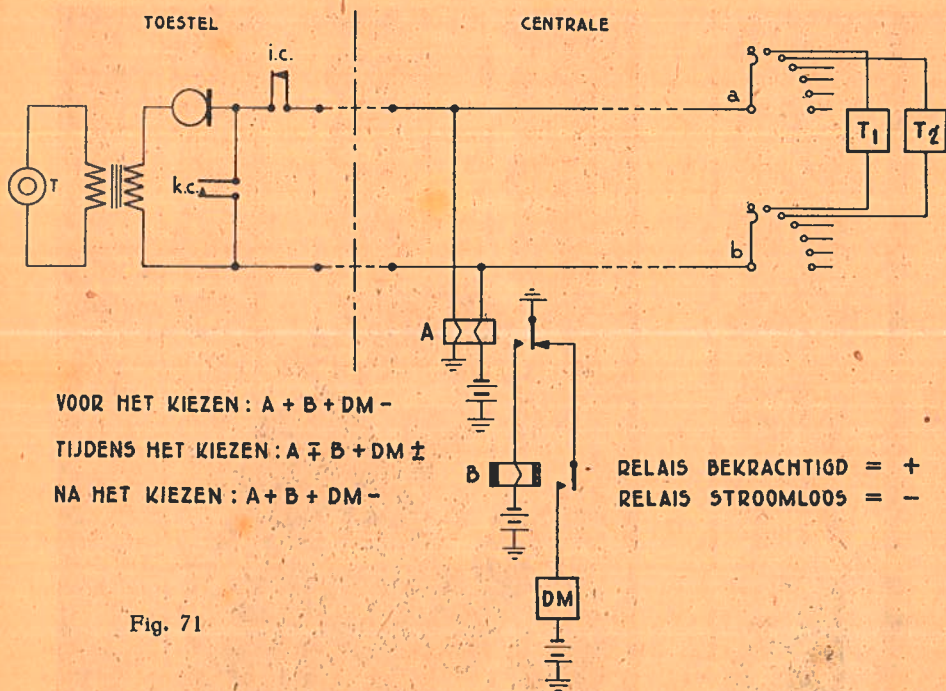 TOESTEL
CENTRALE
i.c.
a
T
k.c.
T1
T2
b
A
VOOR HET KIEZEN: A + B + DM -
TIJDENS HET KIEZEN: A ∓ B + DM ±
NA HET KIEZEN: A + B + DM -
B
RELAIS BEKRACHTIGD = +
RELAIS STROOMLOOS = -
DM
Fig. 71